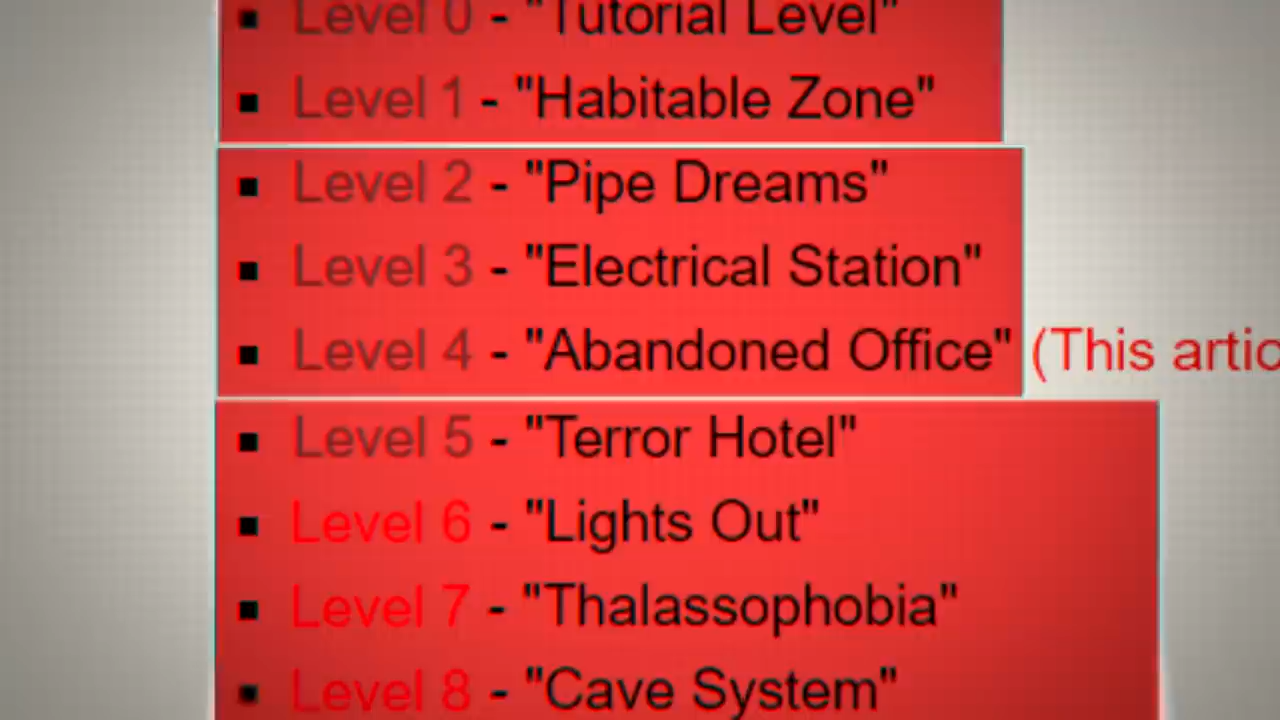 Level 0 - "Tutorial Level"
Level 1 - "Habitable Zone"
Level 2 - "Pipe Dreams"
Level 3 - "Electrical Station"
Level 4 - "Abandoned Office" (This
Level 5 - "Terror Hotel"
Level 6 - "Lights Out"
Level 7 - "Thalassophobia"
Level 8 - "Cave System"